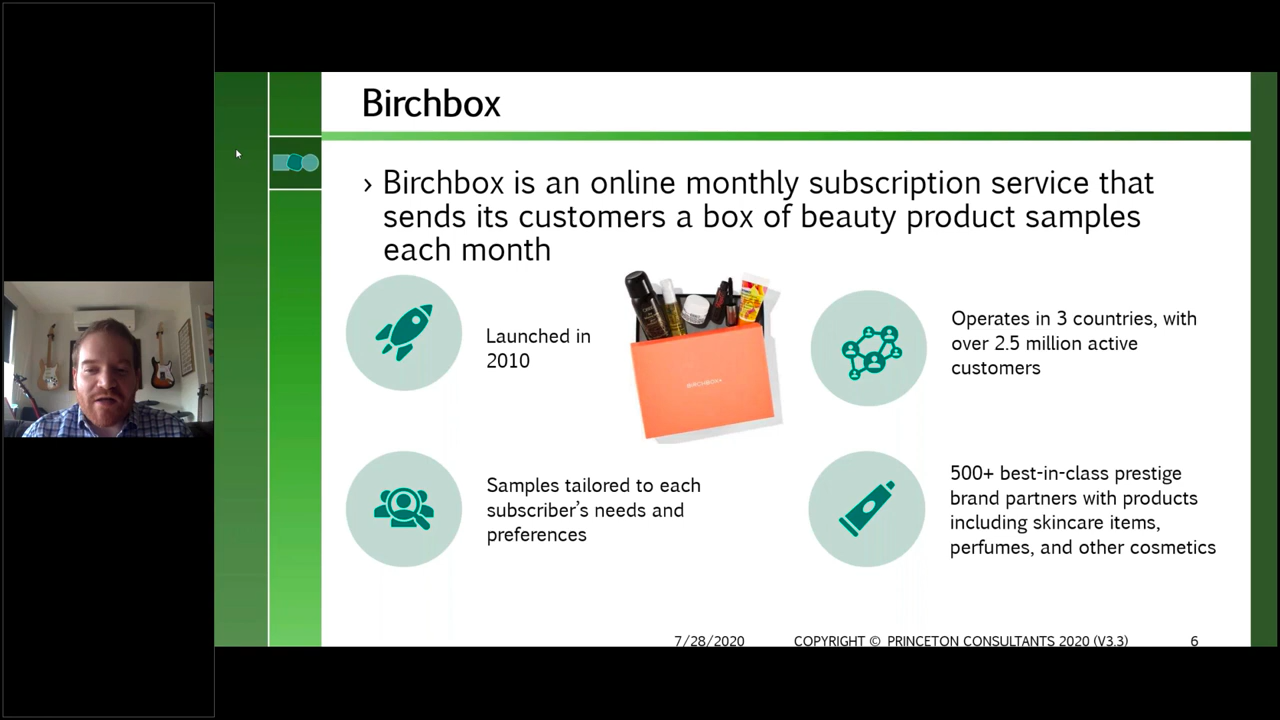 Birchbox
› Birchbox is an online monthly subscription service that
sends its customers a box of beauty product samples
each month
Launched in
2010
BIRCHBOX
Operates in 3 countries, with
over 2.5 million active
customers
Samples tailored to each
subscriber's needs and
preferences
500+ best-in-class prestige
brand partners with products
including skincare items,
perfumes, and other cosmetics
7/28/2020
COPYRIGHT © PRINCETON CONSULTANTS 2020 (V3.3)
6